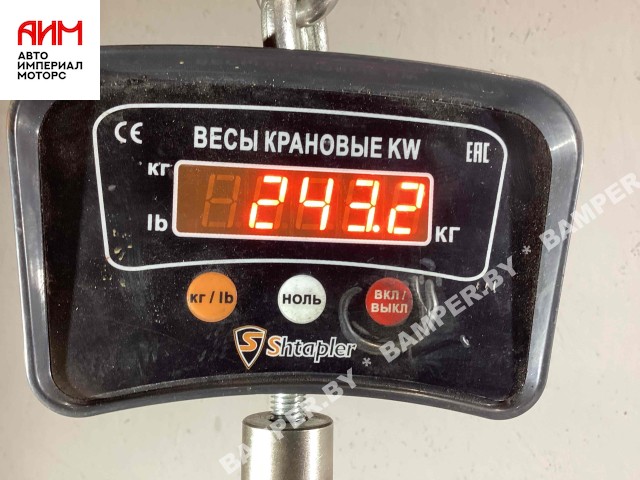 АИМ
АВТО
ИМПЕРИАЛ
МОТОРС
CE
ВЕСЫ КРАНОВЫЕ KW
EAC
кг
243.2
lb
кг
кг / lb
НОЛЬ
ВКЛ /
ВЫКЛ
S Shtapler
BAMPER.BY * BAMPER.BY * BAMPER.BY